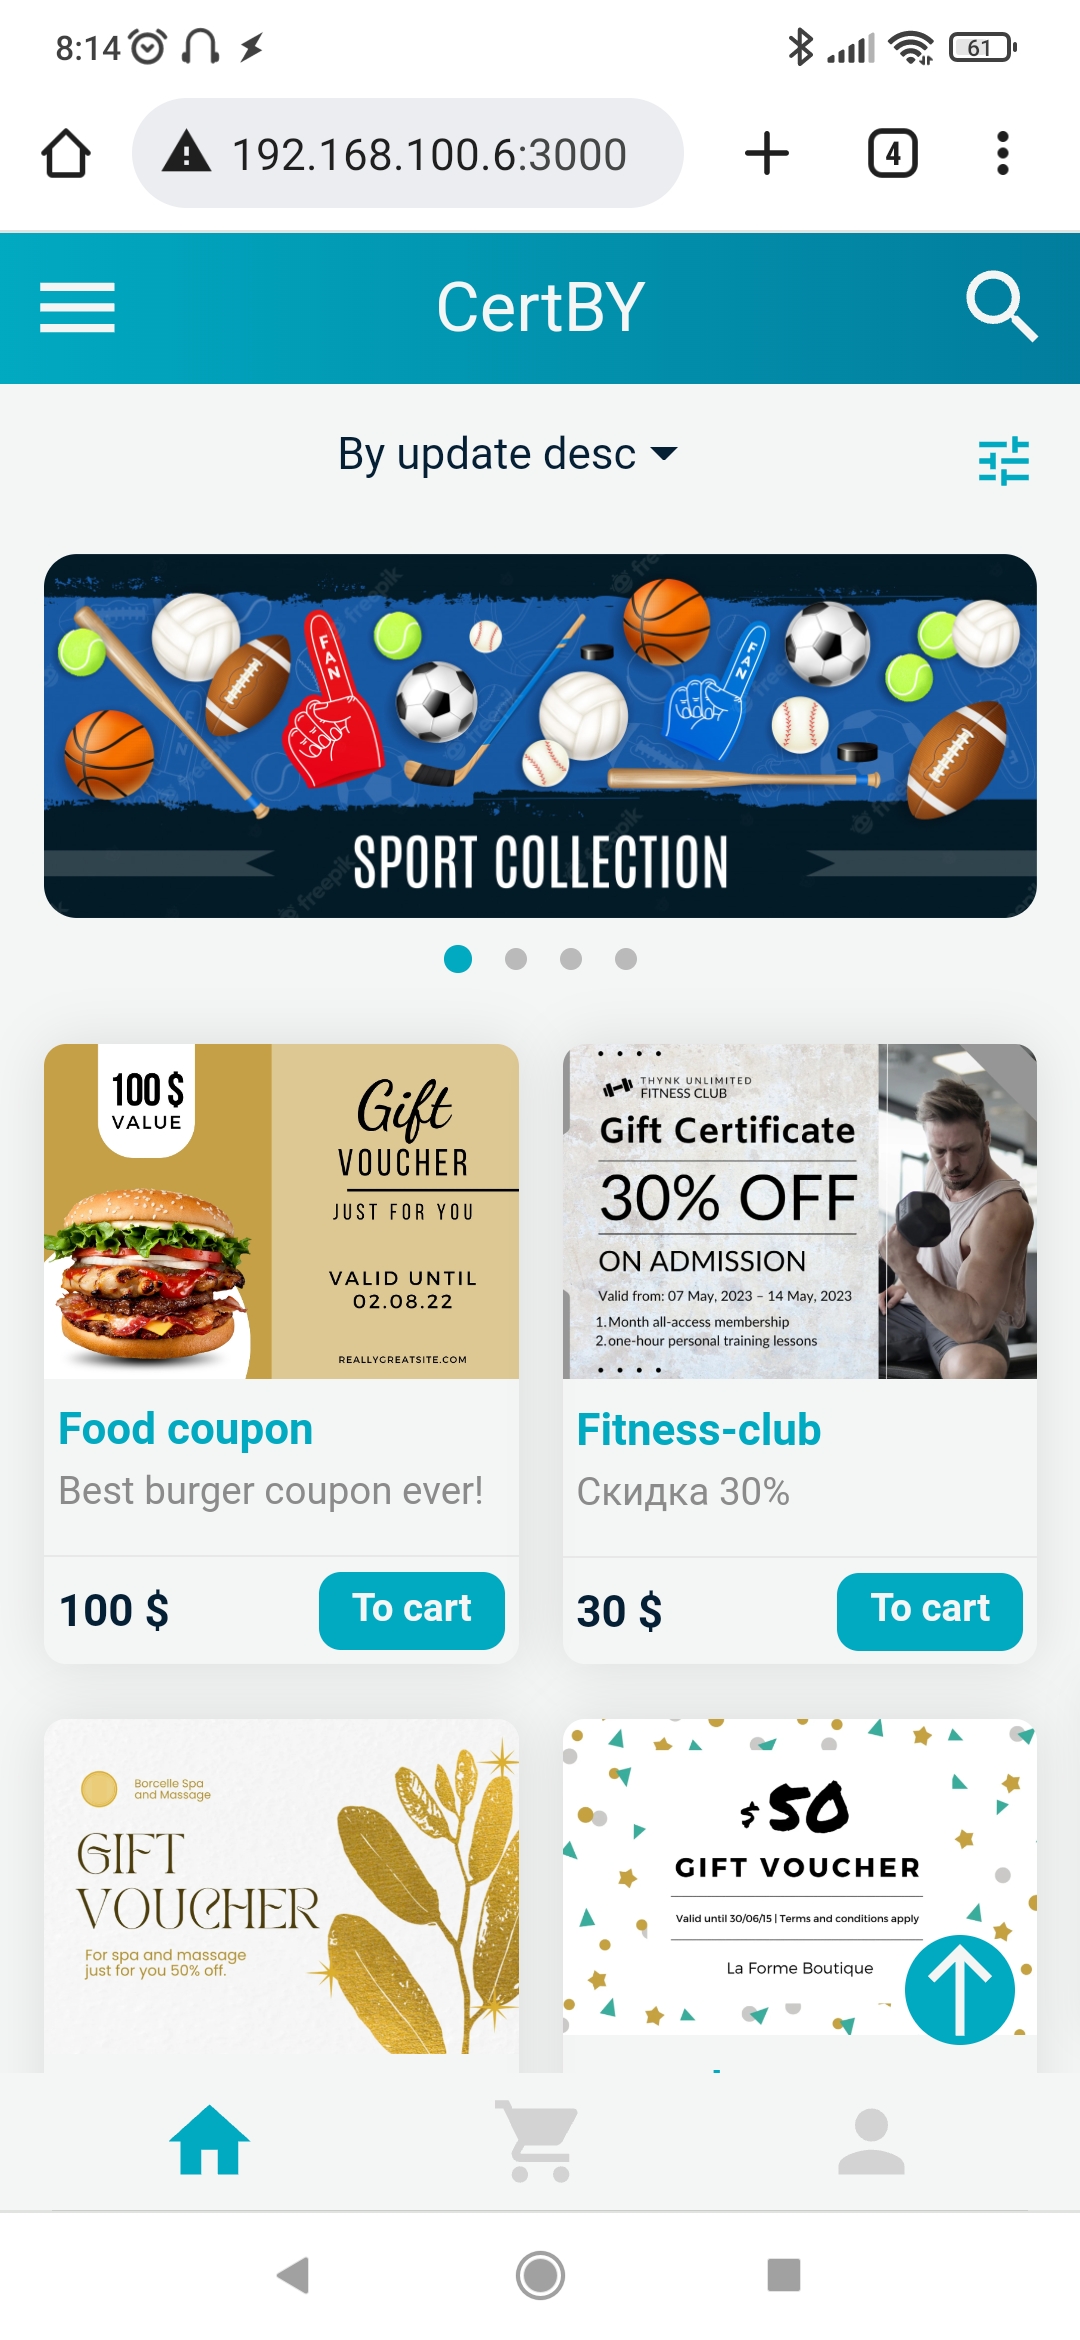 8:14
61
192.168.100.6:3000
4
CertBY
By update desc
FAN
FAN
freepik
freepik
SPORT COLLECTION
100 $
VALUE
Gift
VOUCHER
JUST FOR YOU
VALID UNTIL
02.08.22
REALLYGREATSITE.COM
THYNK UNLIMITED
FITNESS CLUB
Gift Certificate
30% OFF
ON ADMISSION
Valid from: 07 May, 2023 – 14 May, 2023
1. Month all-access membership
2. one-hour personal training lessons
Food coupon
Best burger coupon ever!
100 $
To cart
Fitness-club
Скидка 30%
30 $
To cart
Borcelle Spa
and Massage
GIFT
VOUCHER
For spa and massage
just for you 50% off.
$50
GIFT VOUCHER
Valid until 30/06/15 | Terms and conditions apply
La Forme Boutique